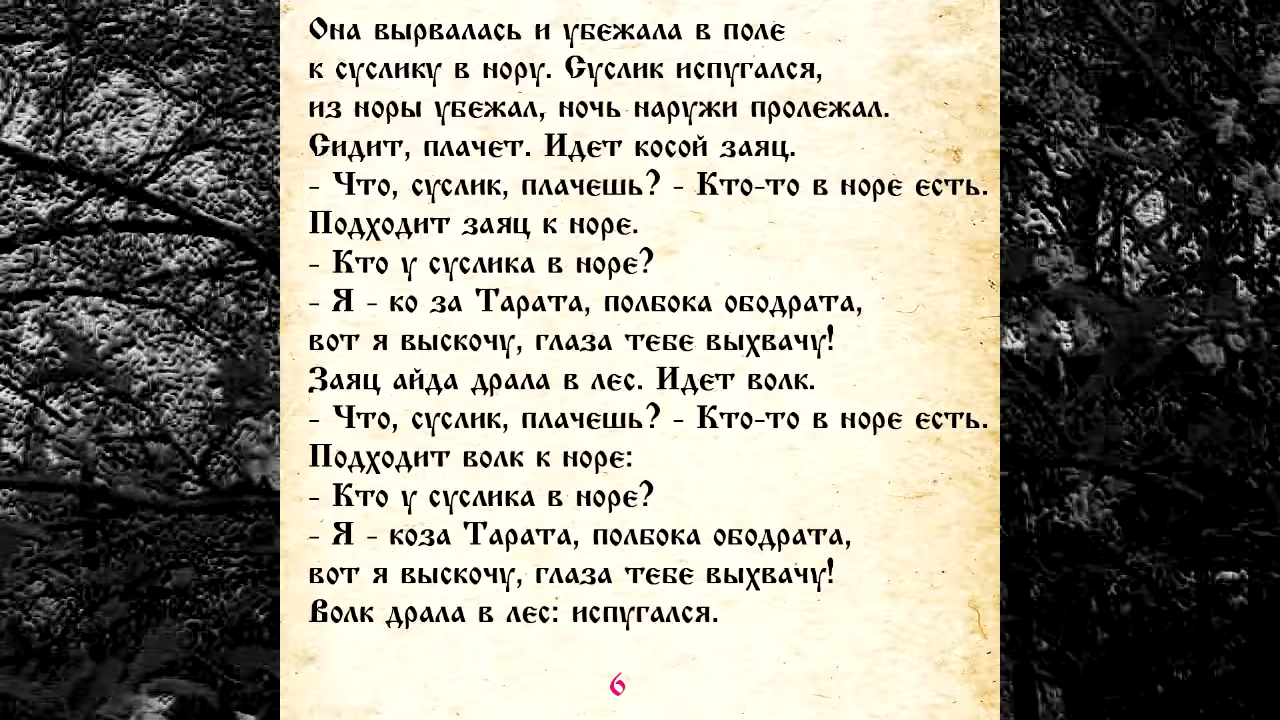 Она вырвалась и убежала в поле
к суслику в нору. Суслик испугался,
из норы убежал, ночь наружи пролежал.
Сидит, плачет. Идет косой заяц.
- Что, суслик, плачешь? - Кто-то в норе есть.
Подходит заяц к норе.
- Кто у суслика в норе?
- Я - ко за Тарата, полбока ободрата,
вот я выскочу, глаза тебе выхвачу!
Заяц айда драла в лес. Идет волк.
- Что, суслик, плачешь? - Кто-то в норе есть.
Подходит волк к норе:
- Кто у суслика в норе?
- Я - коза Тарата, полбока ободрата,
вот я выскочу, глаза тебе выхвачу!
Волк драла в лес: испугался.
6